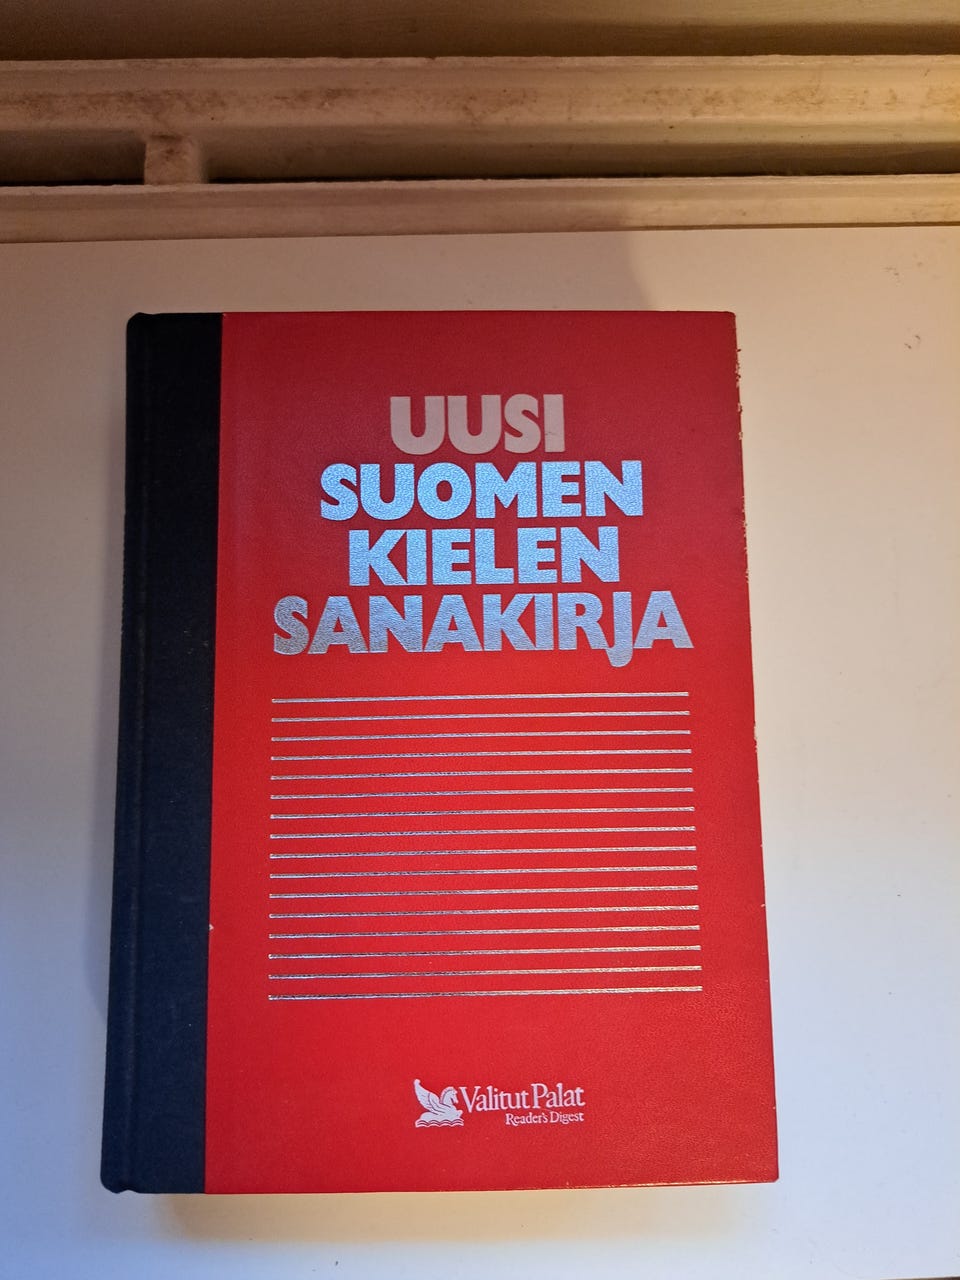 UUSI
SUOMEN
KIELEN
SANAKIRJA
Valitut Palat
Reader's Digest